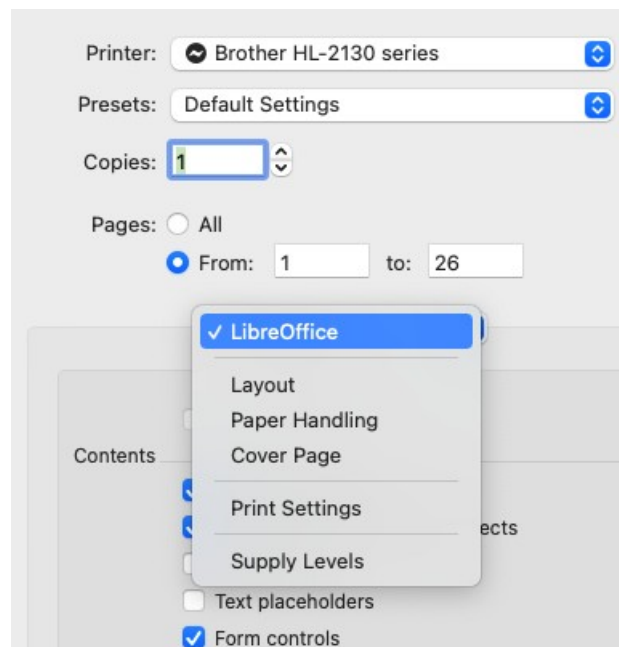 Printer: Brother HL-2130 series
Presets: Default Settings
Copies: 1
Pages: All
From: 1 to: 26
✓ LibreOffice
Layout
Paper Handling
Contents Cover Page
Print Settings
ects
Supply Levels
Text placeholders
Form controls